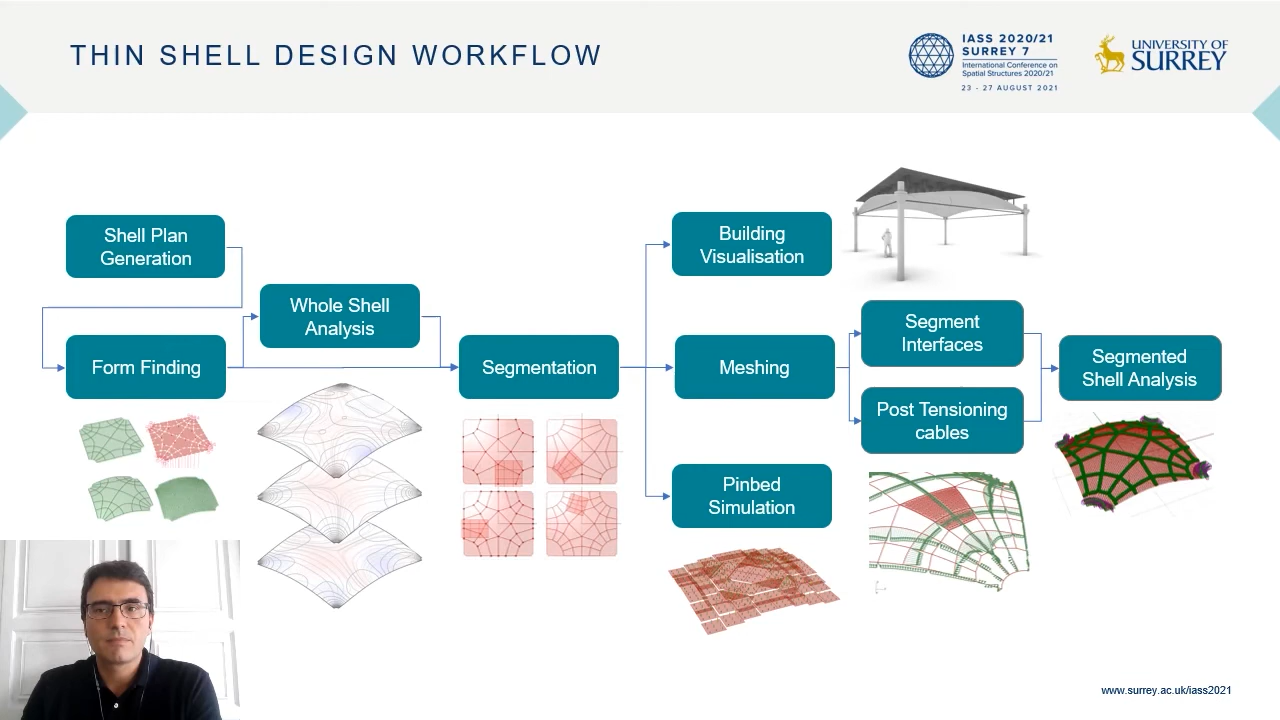 THIN SHELL DESIGN WORKFLOW
IASS 2020/21
SURREY 7
International Conference on
Spatial Structures 2020/21
23 - 27 AUGUST 2021
UNIVERSITY OF
SURREY
Shell Plan
Generation
Whole Shell
Analysis
Form Finding
Segmentation
Building
Visualisation
Meshing
Pinbed
Simulation
Segment
Interfaces
Post Tensioning
cables
Segmented
Shell Analysis
www.surrey.ac.uk/iass2021